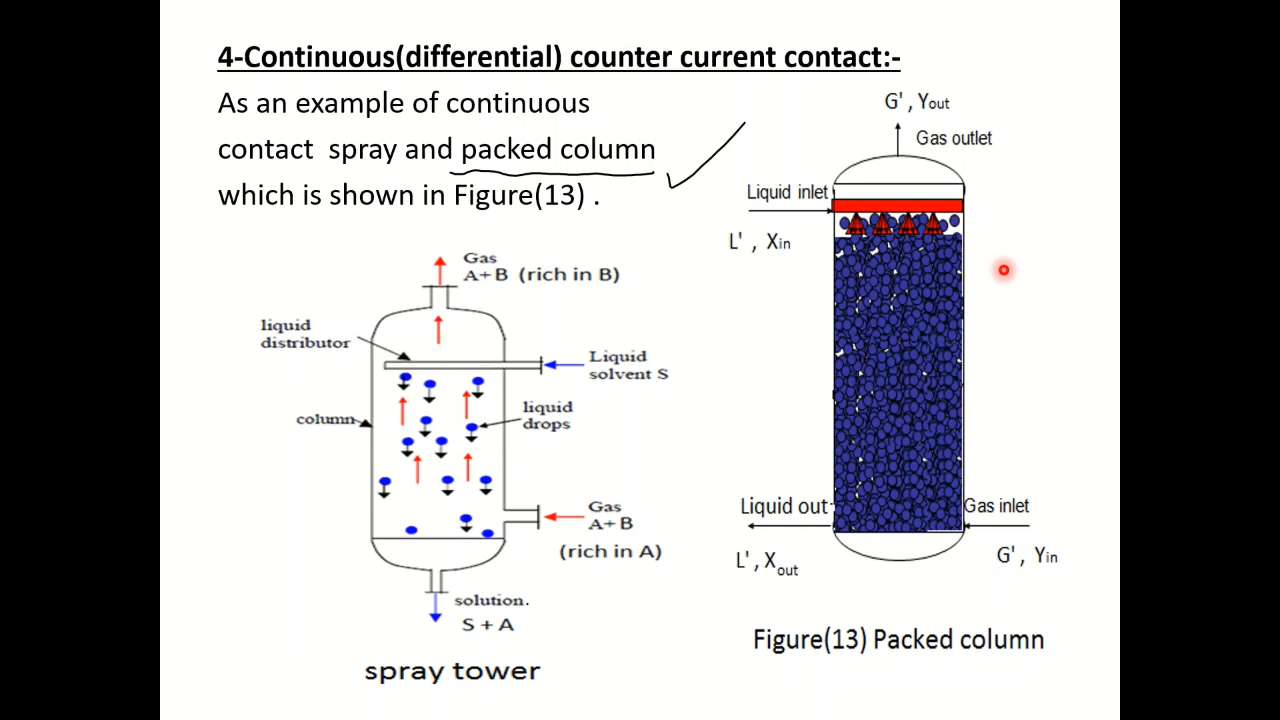 4-Continuous(differential) counter current contact:-
As an example of continuous
contact spray and packed column
which is shown in Figure(13) .
Gas
A+B (rich in B)
liquid
distributor
Liquid
solvent S
column
liquid
drops
Gas
A+B
(rich in A)
solution.
S + A
spray tower
G' , Yout
Gas outlet
Liquid inlet
L' , Xin
Liquid out
Gas inlet
L' , Xout
G' , Yin
Figure(13) Packed column